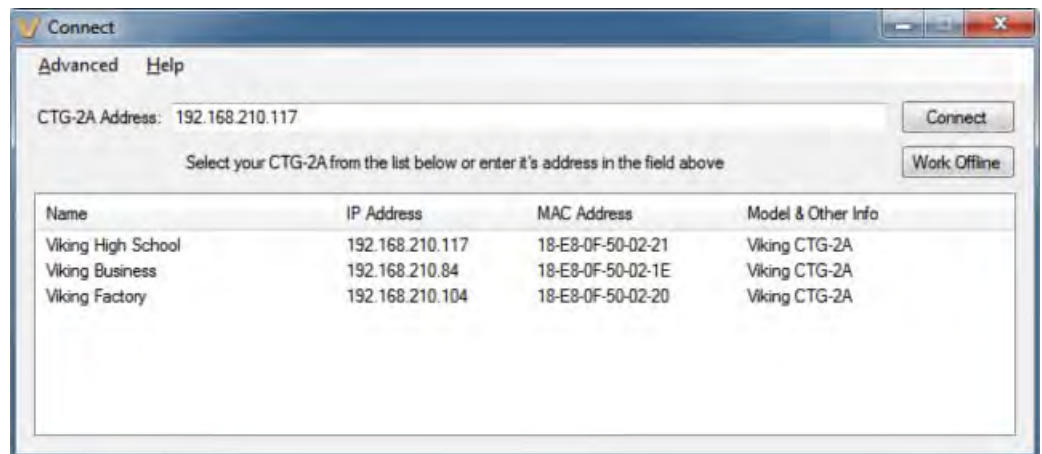 Connect
Advanced Help
CTG-2A Address: 192.168.210.117 Connect
Select your CTG-2A from the list below or enter it's address in the field above Work Offline
Name IP Address MAC Address Model & Other Info
Viking High School 192.168.210.117 18-E8-0F-50-02-21 Viking CTG-2A
Viking Business 192.168.210.84 18-E8-0F-50-02-1E Viking CTG-2A
Viking Factory 192.168.210.104 18-E8-0F-50-02-20 Viking CTG-2A